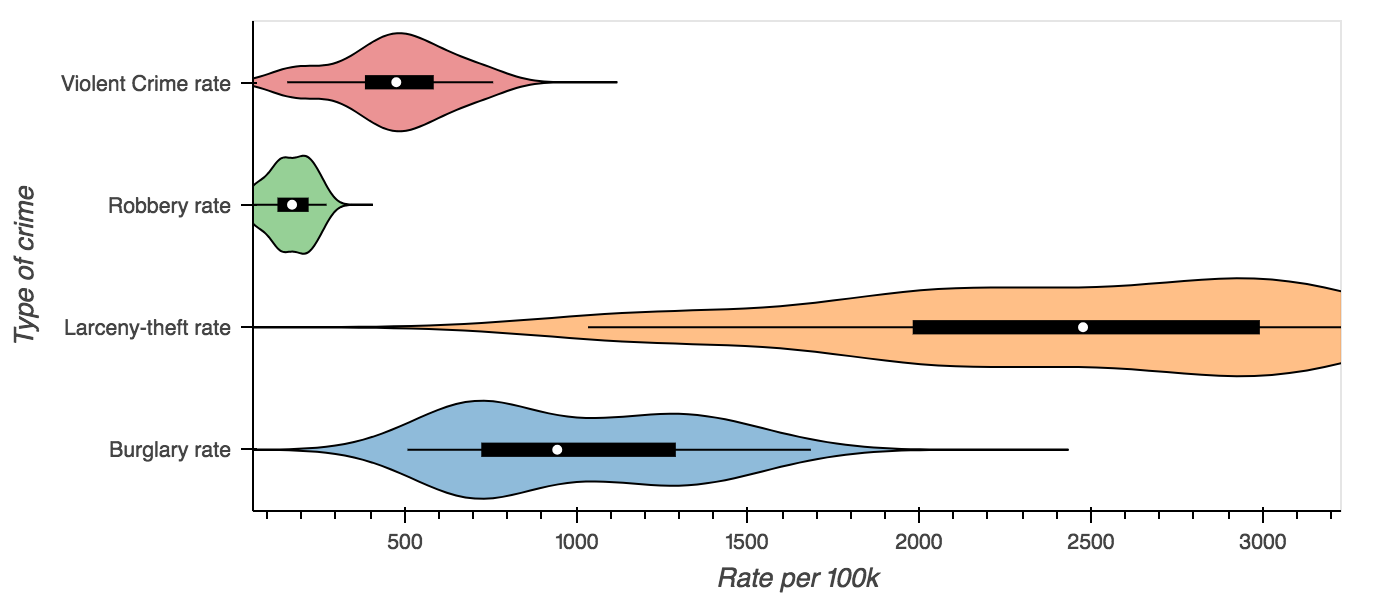 Type of crime
Violent Crime rate
Robbery rate
Larceny-theft rate
Burglary rate
500 1000 1500 2000 2500 3000
Rate per 100k